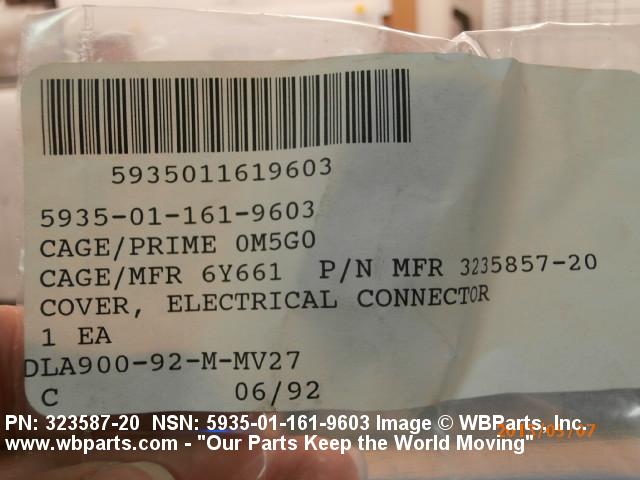 5935011619603
5935-01-161-9603
CAGE/PRIME 0M5G0
CAGE/MFR 6Y661 P/N MFR 3235857-20
COVER, ELECTRICAL CONNECTOR
1 EA
DLA900-92-M-MV27
C 06/92
PN: 323587-20 NSN: 5935-01-161-9603 Image © WBParts, Inc.
www.wbparts.com - "Our Parts Keep the World Moving"